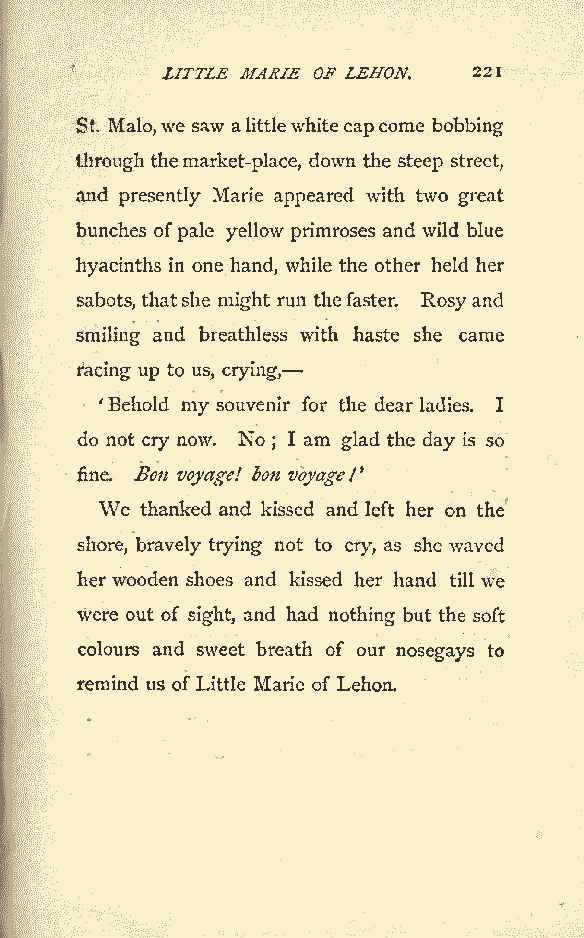 LITTLE MARIE OF LEHON. 221
St. Malo, we saw a little white cap come bobbing
through the market-place, down the steep street,
and presently Marie appeared with two great
bunches of pale yellow primroses and wild blue
hyacinths in one hand, while the other held her
sabots, that she might run the faster. Rosy and
smiling and breathless with haste she came
racing up to us, crying,—
'Behold my souvenir for the dear ladies. I
do not cry now. No; I am glad the day is so
fine. Bon voyage! bon voyage!'
We thanked and kissed and left her on the
shore, bravely trying not to cry, as she waved
her wooden shoes and kissed her hand till we
were out of sight, and had nothing but the soft
colours and sweet breath of our nosegays to
remind us of Little Marie of Lehon.